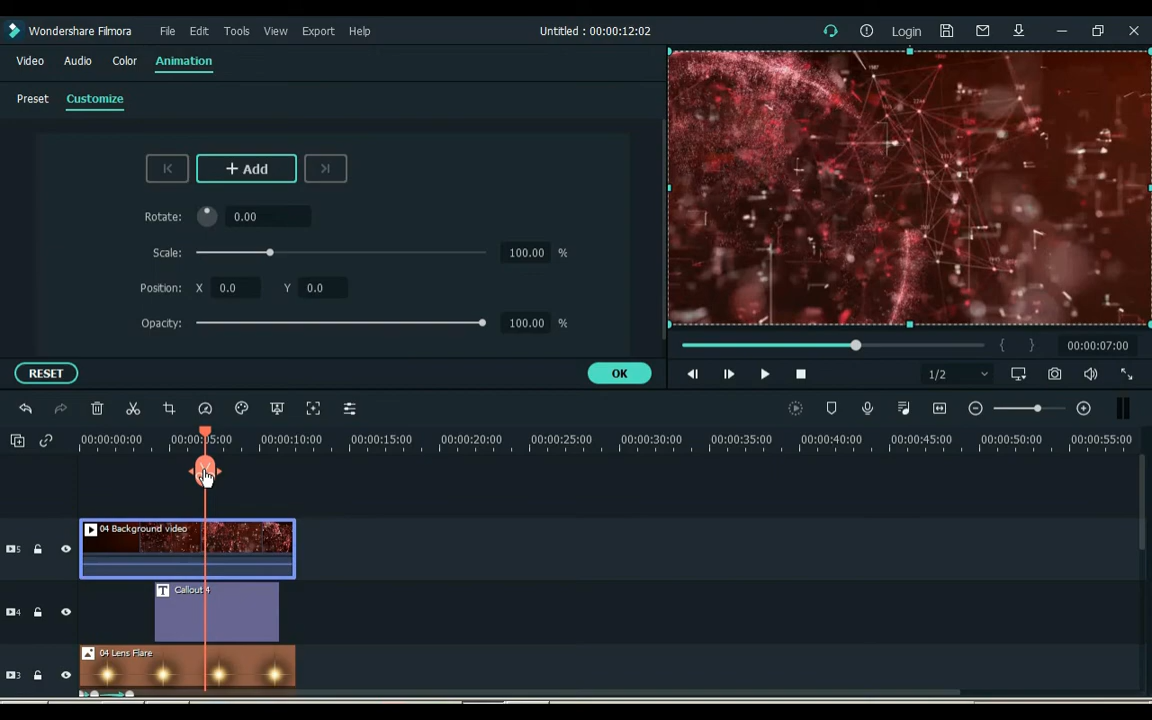 Wondershare Filmora File Edit Tools View Export Help Untitled : 00:00:12:02 Login
Video Audio Color Animation
Preset Customize
+ Add
Rotate: 0.00
Scale: 100.00 %
Position: X 0.0 Y 0.0
Opacity: 100.00 %
00:00:07:00
RESET OK
1/2
00:00:00:00 00:00:05:00 00:00:10:00 00:00:15:00 00:00:20:00 00:00:25:00 00:00:30:00 00:00:35:00 00:00:40:00 00:00:45:00 00:00:50:00 00:00:55:00
04 Background video
5
Callout 4
4
04 Lens Flare
3